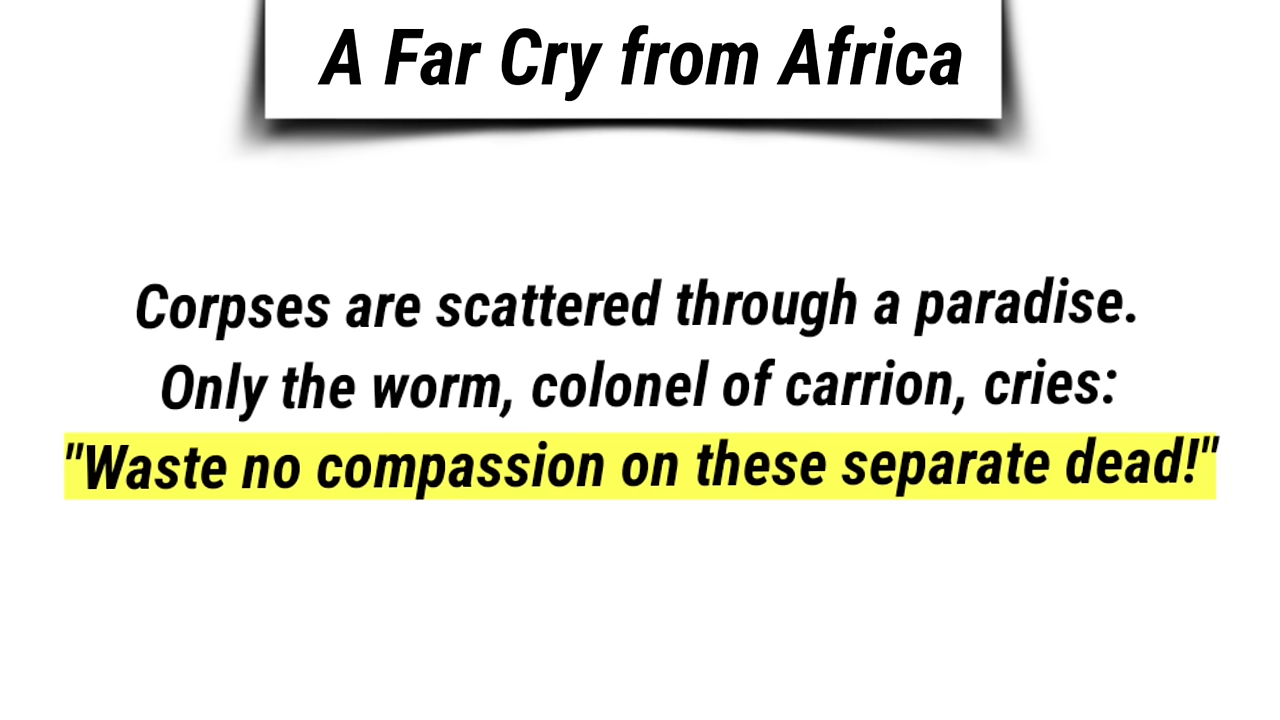 A Far Cry from Africa
Corpses are scattered through a paradise.
Only the worm, colonel of carrion, cries:
"Waste no compassion on these separate dead!"